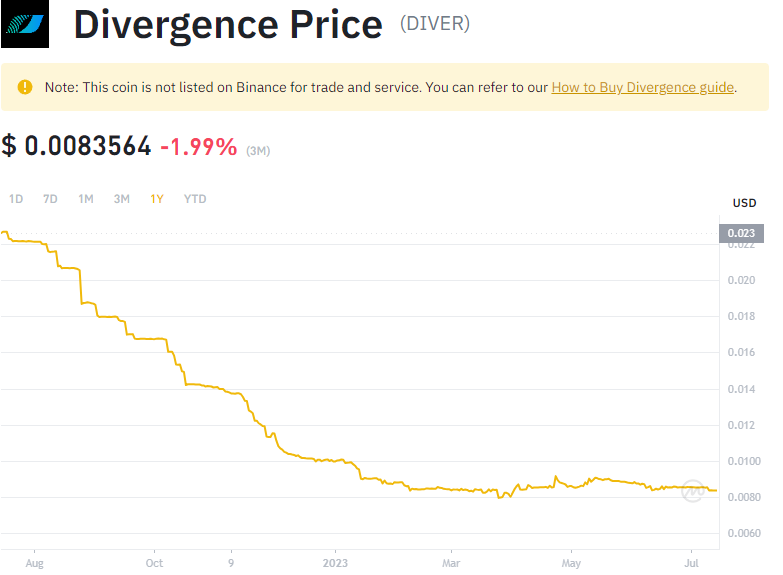 Divergence Price (DIVER)
Note: This coin is not listed on Binance for trade and service. You can refer to our How to Buy Divergence guide.
$ 0.0083564 -1.99% (3M)
1D 7D 1M 3M 1Y YTD
USD
0.023
0.022
0.020
0.018
0.016
0.014
0.012
0.0100
0.0080
0.0060
Aug Oct 9 2023 Mar May Jul